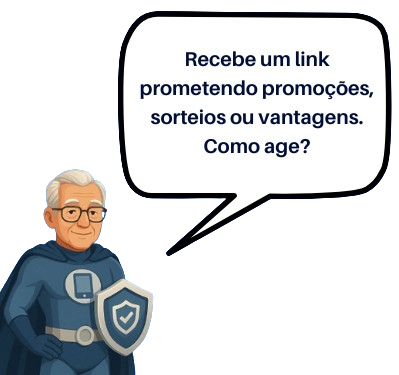 Recebe um link
prometendo promoções,
sorteios ou vantagens.
Como age?